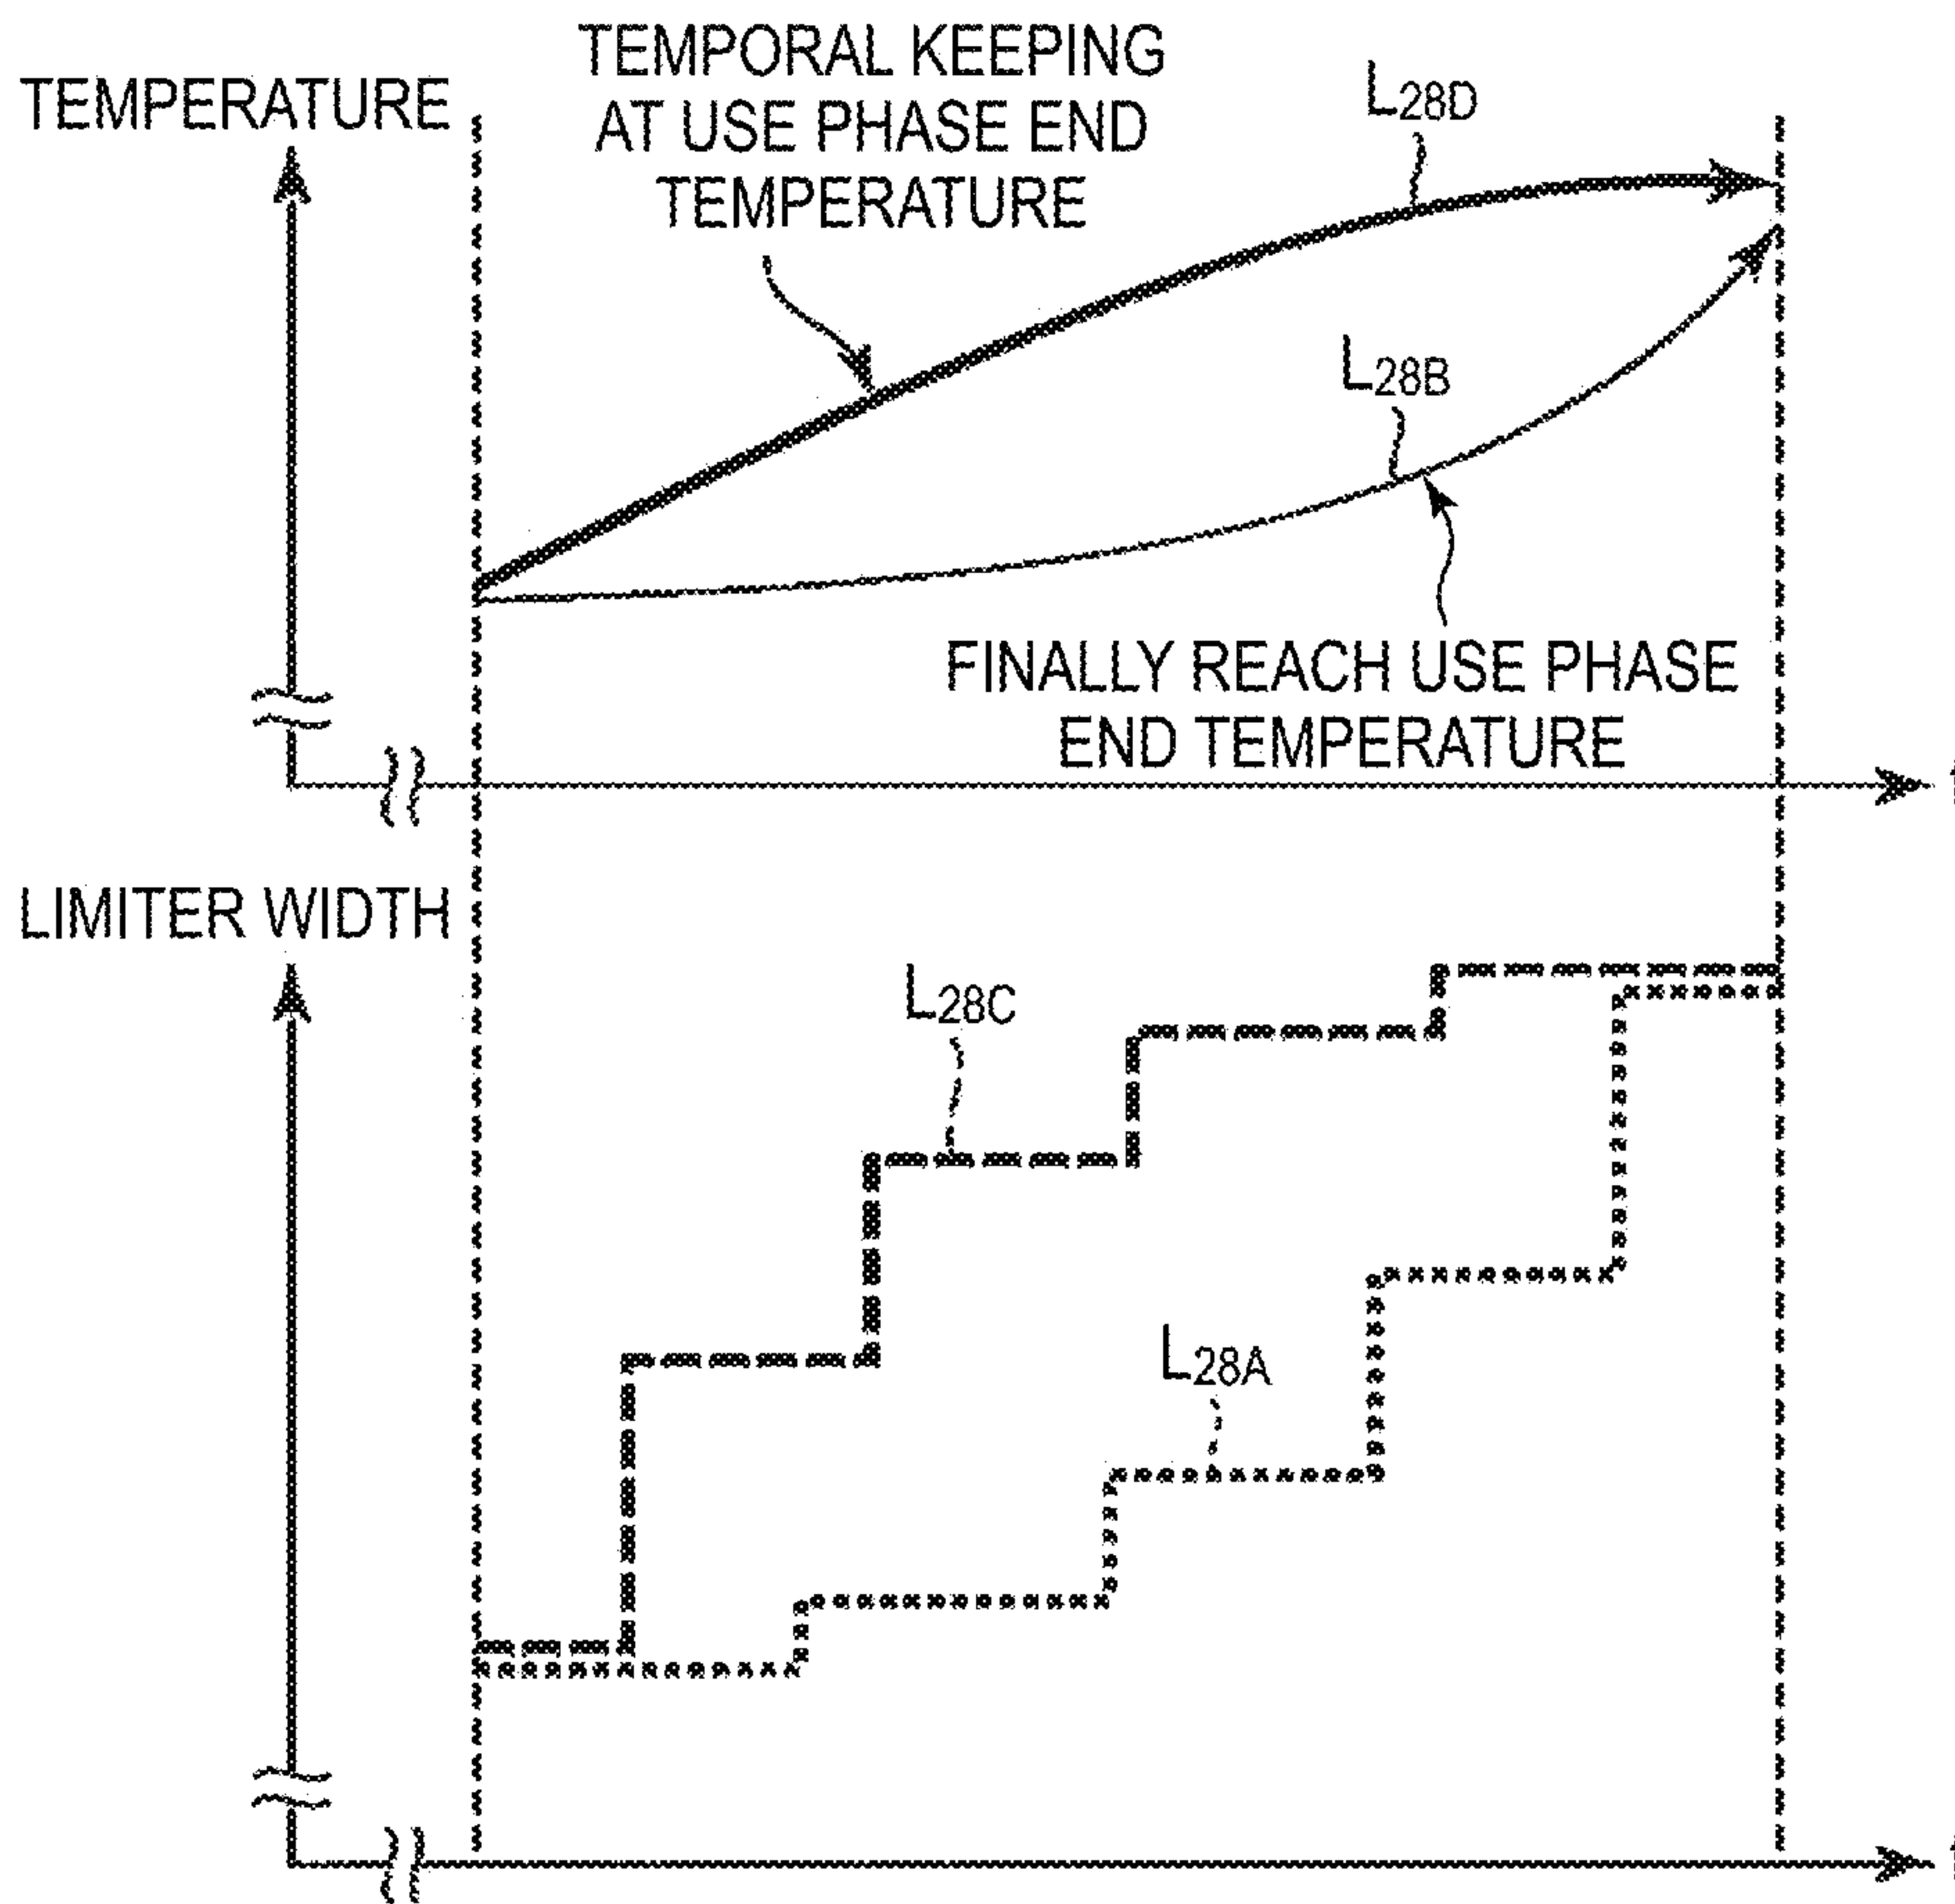 TEMPORAL KEEPING
AT USE PHASE END
TEMPERATURE
TEMPERATURE
L28D
L28B
FINALLY REACH USE PHASE
END TEMPERATURE
LIMITER WIDTH
L28C
L28A